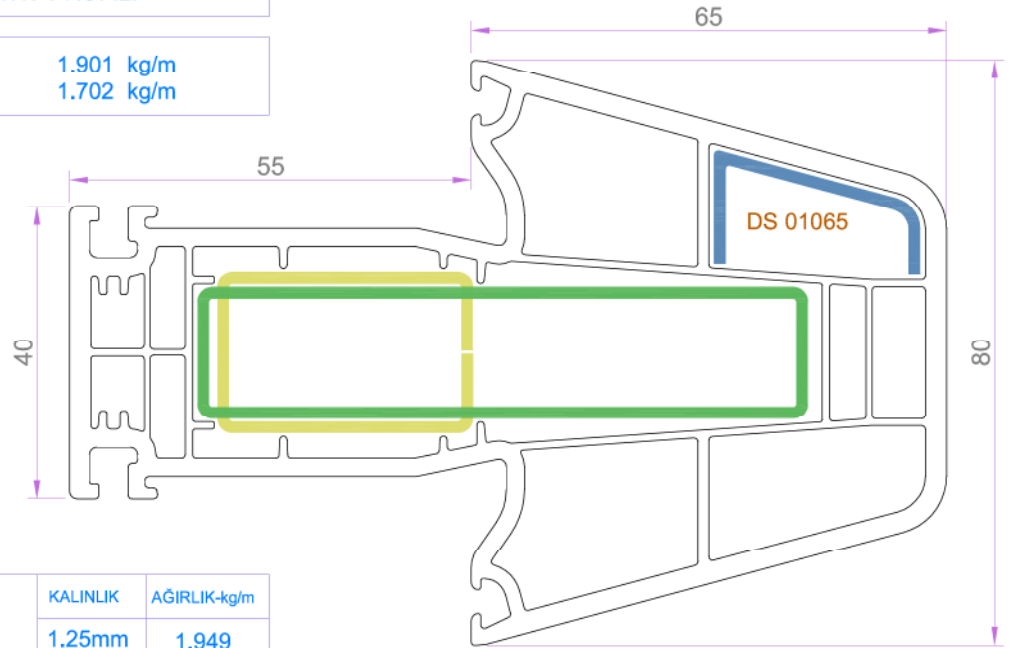 65
1.901 kg/m
1.702 kg/m
55
DS 01065
40
80
KALINLIK AĞIRLIK-kg/m
1.25mm 1.949